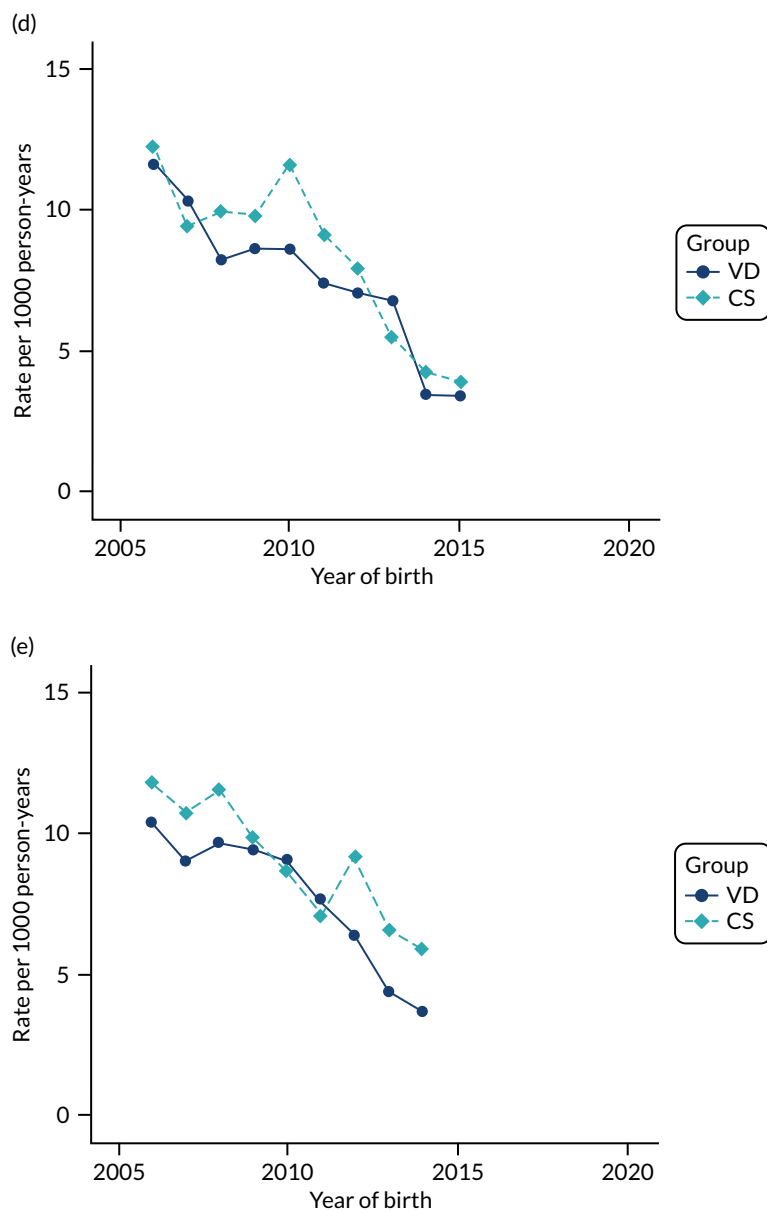 (d)
15
10
5
0
Rate per 1000 person-years
2005 2010 2015 2020
Year of birth
Group
VD
CS
(e)
15
10
5
0
Rate per 1000 person-years
2005 2010 2015 2020
Year of birth
Group
VD
CS